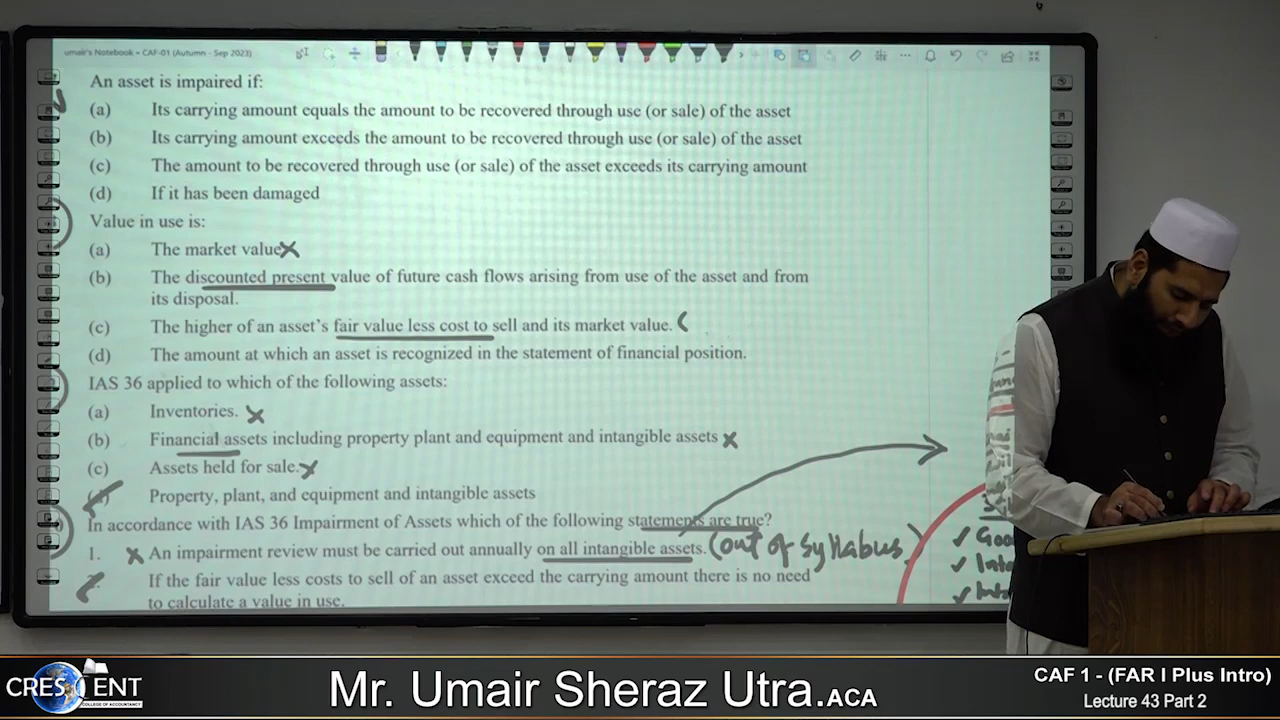 umair's Notebook - CAF-01 (Autumn - Sep 2023)
An asset is impaired if:
(a) Its carrying amount equals the amount to be recovered through use (or sale) of the asset
(b) Its carrying amount exceeds the amount to be recovered through use (or sale) of the asset
(c) The amount to be recovered through use (or sale) of the asset exceeds its carrying amount
(d) If it has been damaged
Value in use is:
(a) The market value
(b) The discounted present value of future cash flows arising from use of the asset and from
its disposal.
(c) The higher of an asset's fair value less cost to sell and its market value.
(d) The amount at which an asset is recognized in the statement of financial position.
IAS 36 applied to which of the following assets:
(a) Inventories.
(b) Financial assets including property plant and equipment and intangible assets
(c) Assets held for sale.
Property, plant, and equipment and intangible assets
In accordance with IAS 36 Impairment of Assets which of the following statements are true?
1. An impairment review must be carried out annually on all intangible assets. (out of Syllabus)
If the fair value less costs to sell of an asset exceed the carrying amount there is no need
to calculate a value in use.
CRESCENT
COLLEGE OF ACCOUNTANCY
Mr. Umair Sheraz Utra.ACA
CAF 1 - (FAR I Plus Intro)
Lecture 43 Part 2